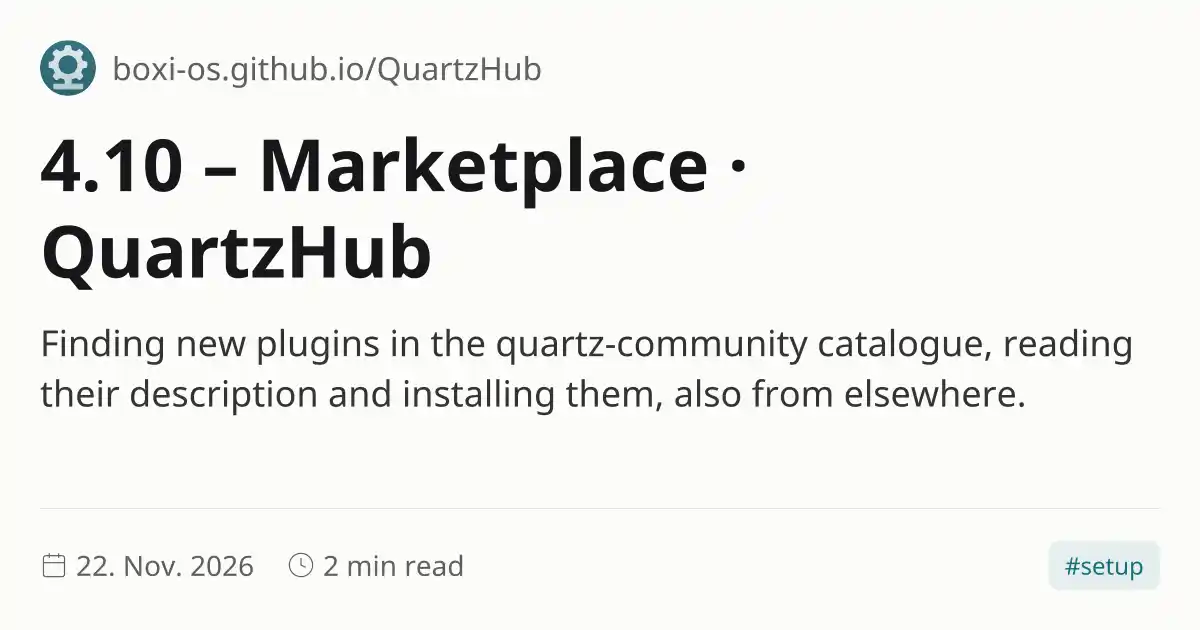 boxi-os.github.io/QuartzHub
4.10 – Marketplace ·
QuartzHub
Finding new plugins in the quartz-community catalogue, reading
their description and installing them, also from elsewhere.
22. Nov. 2026 2 min read #setup